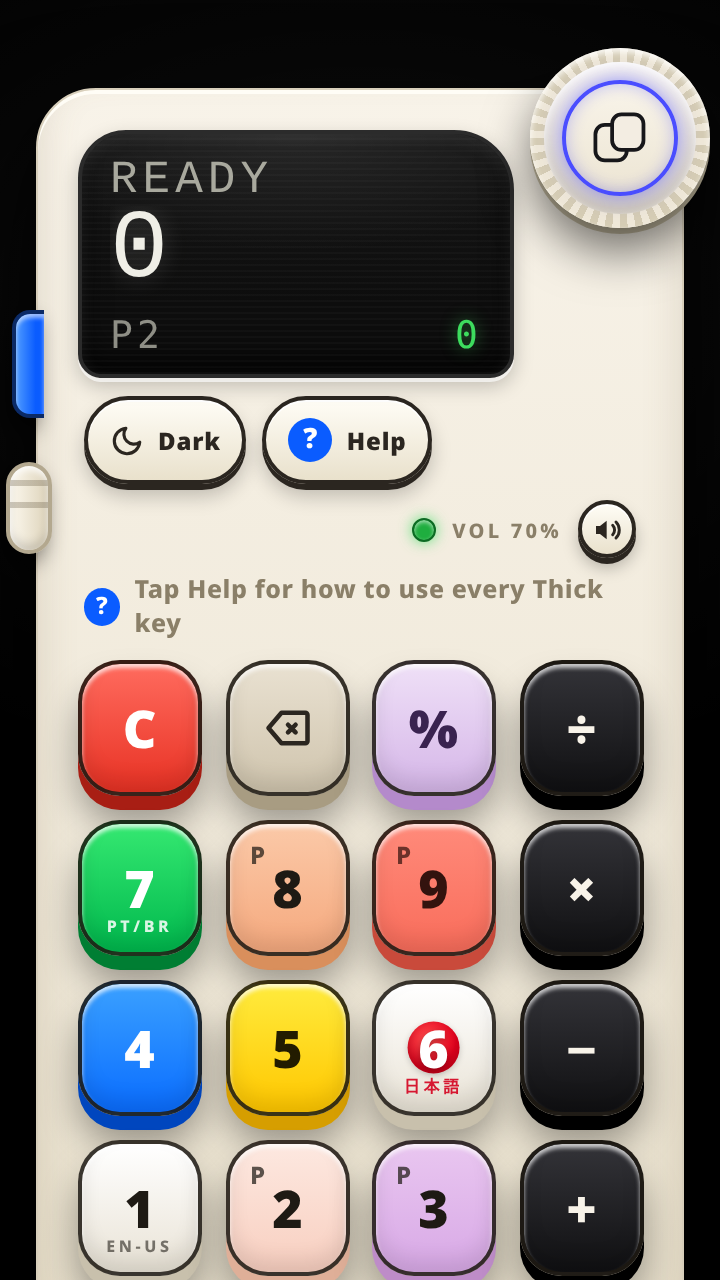 READY
0
P2 0
Dark
? Help
VOL 70%
? Tap Help for how to use every Thick
key
C % ÷
7 PT/BR
P 8
P 9
×
4 5
6 日本語
−
1 EN-US
P 2
P 3
+